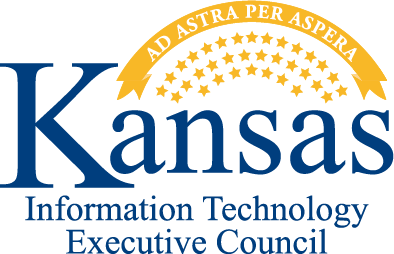 AD ASTRA PER ASPERA
Kansas
Information Technology
Executive Council